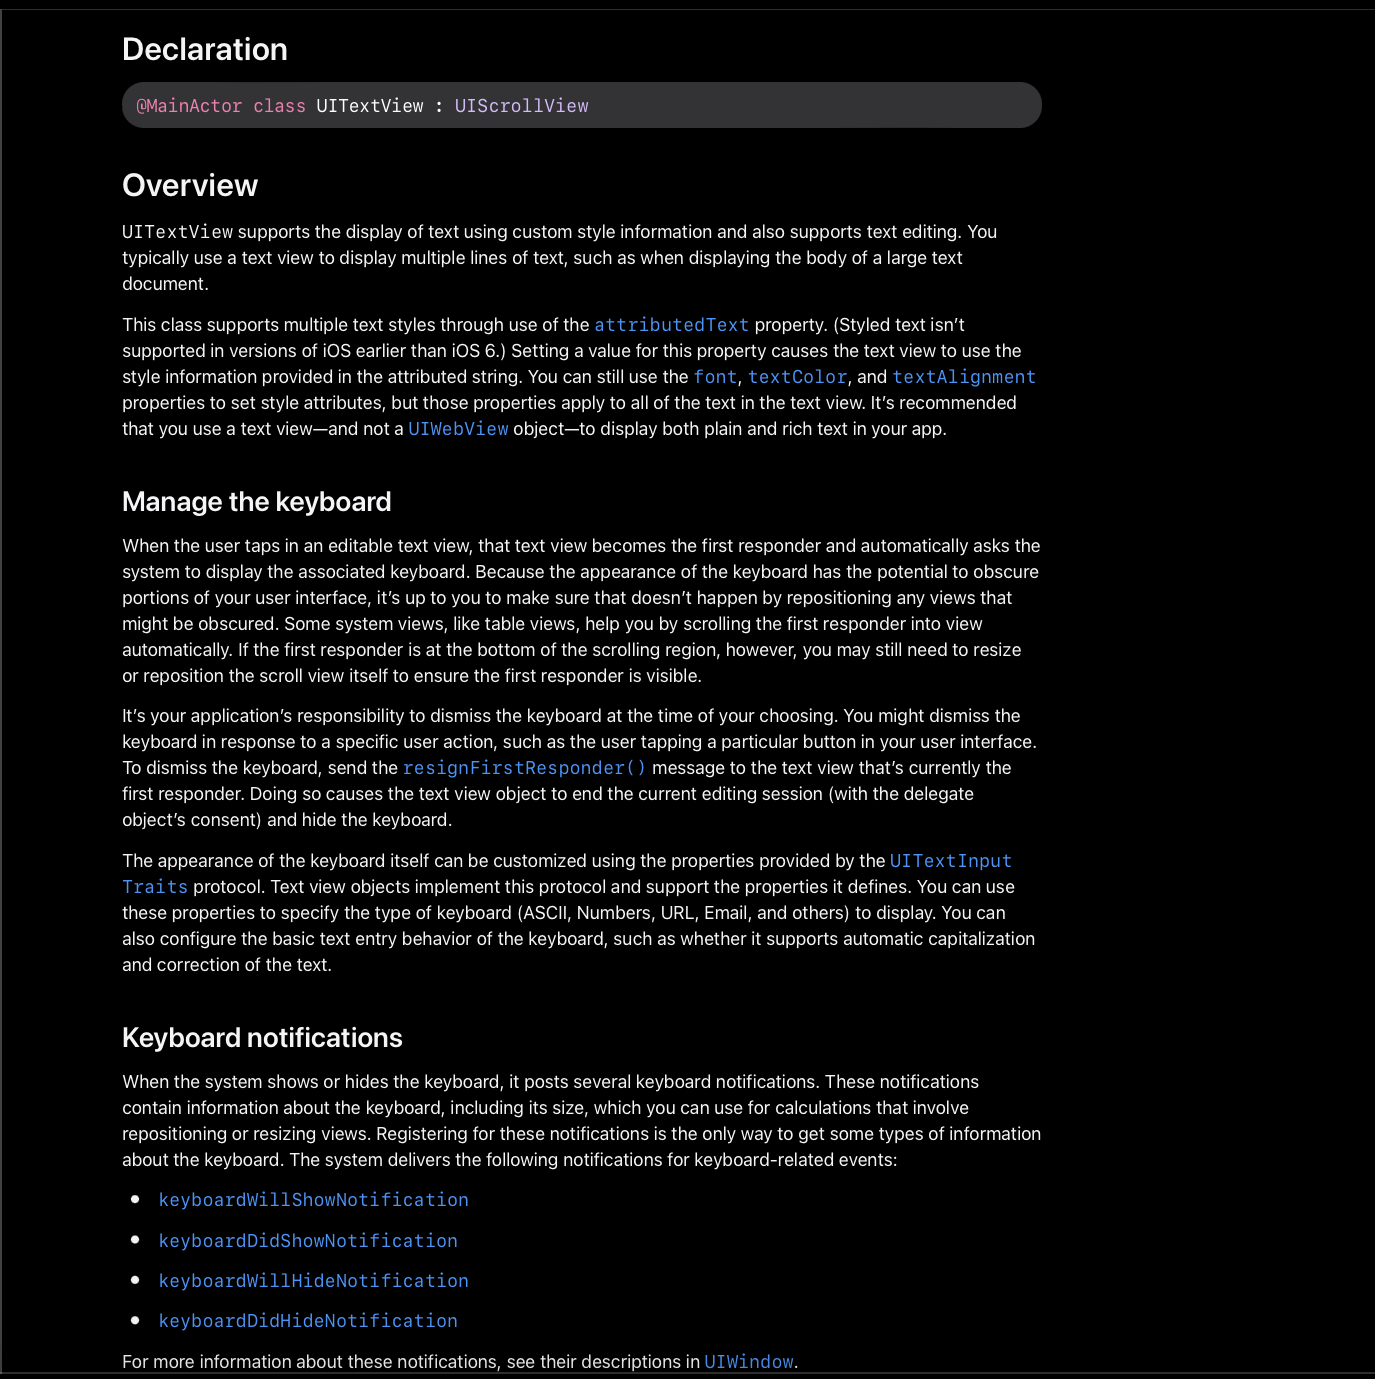 Declaration
@MainActor class UITextView : UIScrollView
Overview
UITextView supports the display of text using custom style information and also supports text editing. You
typically use a text view to display multiple lines of text, such as when displaying the body of a large text
document.
This class supports multiple text styles through use of the attributedText property. (Styled text isn’t
supported in versions of iOS earlier than iOS 6.) Setting a value for this property causes the text view to use the
style information provided in the attributed string. You can still use the font, textColor, and textAlignment
properties to set style attributes, but those properties apply to all of the text in the text view. It’s recommended
that you use a text view—and not a UIWebView object—to display both plain and rich text in your app.
Manage the keyboard
When the user taps in an editable text view, that text view becomes the first responder and automatically asks the
system to display the associated keyboard. Because the appearance of the keyboard has the potential to obscure
portions of your user interface, it’s up to you to make sure that doesn’t happen by repositioning any views that
might be obscured. Some system views, like table views, help you by scrolling the first responder into view
automatically. If the first responder is at the bottom of the scrolling region, however, you may still need to resize
or reposition the scroll view itself to ensure the first responder is visible.
It’s your application’s responsibility to dismiss the keyboard at the time of your choosing. You might dismiss the
keyboard in response to a specific user action, such as the user tapping a particular button in your user interface.
To dismiss the keyboard, send the resignFirstResponder() message to the text view that’s currently the
first responder. Doing so causes the text view object to end the current editing session (with the delegate
object’s consent) and hide the keyboard.
The appearance of the keyboard itself can be customized using the properties provided by the UITextInput
Traits protocol. Text view objects implement this protocol and support the properties it defines. You can use
these properties to specify the type of keyboard (ASCII, Numbers, URL, Email, and others) to display. You can
also configure the basic text entry behavior of the keyboard, such as whether it supports automatic capitalization
and correction of the text.
Keyboard notifications
When the system shows or hides the keyboard, it posts several keyboard notifications. These notifications
contain information about the keyboard, including its size, which you can use for calculations that involve
repositioning or resizing views. Registering for these notifications is the only way to get some types of information
about the keyboard. The system delivers the following notifications for keyboard-related events:
• keyboardWillShowNotification
• keyboardDidShowNotification
• keyboardWillHideNotification
• keyboardDidHideNotification
For more information about these notifications, see their descriptions in UIWindow.